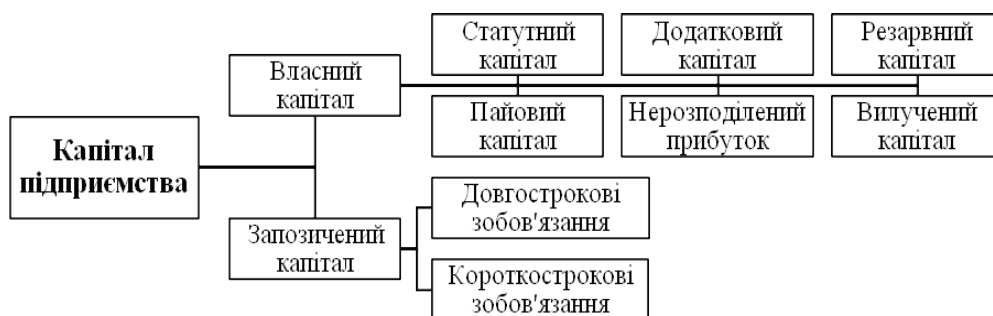 Статутний
капітал
Додатковий
капітал
Резарвний
капітал
Власний
капітал
Пайовий
капітал
Нерозподілений
прибуток
Вилучений
капітал
Капітал
підприємства
Довгострокові
зобов'язання
Запозичений
капітал
Короткострокові
зобов'язання